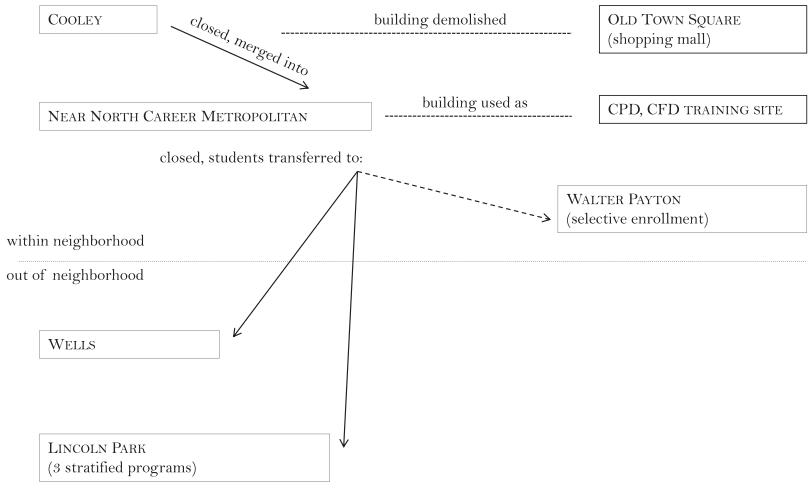 COOLEY
building demolished
OLD TOWN SQUARE
(shopping mall)
closed, merged into
NEAR NORTH CAREER METROPOLITAN
building used as
CPD, CFD TRAINING SITE
closed, students transferred to:
WALTER PAYTON
(selective enrollment)
within neighborhood
out of neighborhood
WELLS
LINCOLN PARK
(3 stratified programs)